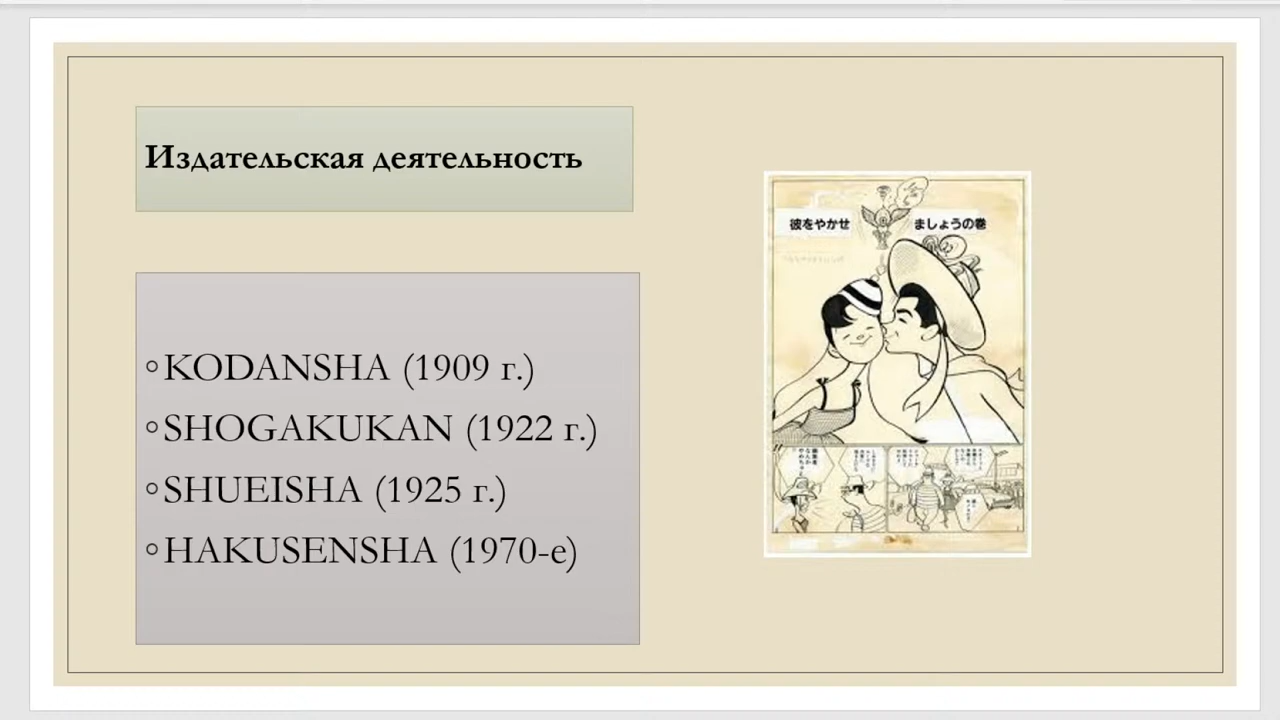 Издательская деятельность
KODANSHA (1909 г.)
SHOGAKUKAN (1922 г.)
SHUEISHA (1925 г.)
HAKUSENSHA (1970-е)
彼をやかせ ましょうの巻